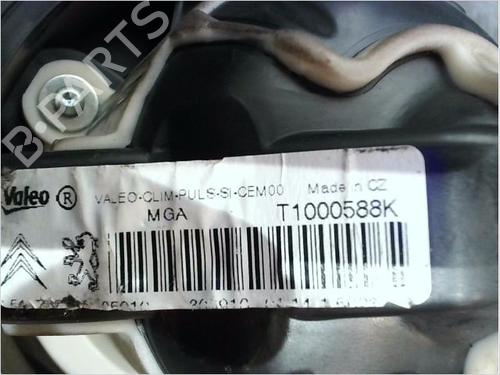 B-PARTS
Valeo ® VALEO-CLIM-PULS-SI-CEM00 Made in CZ
MGA T1000588K